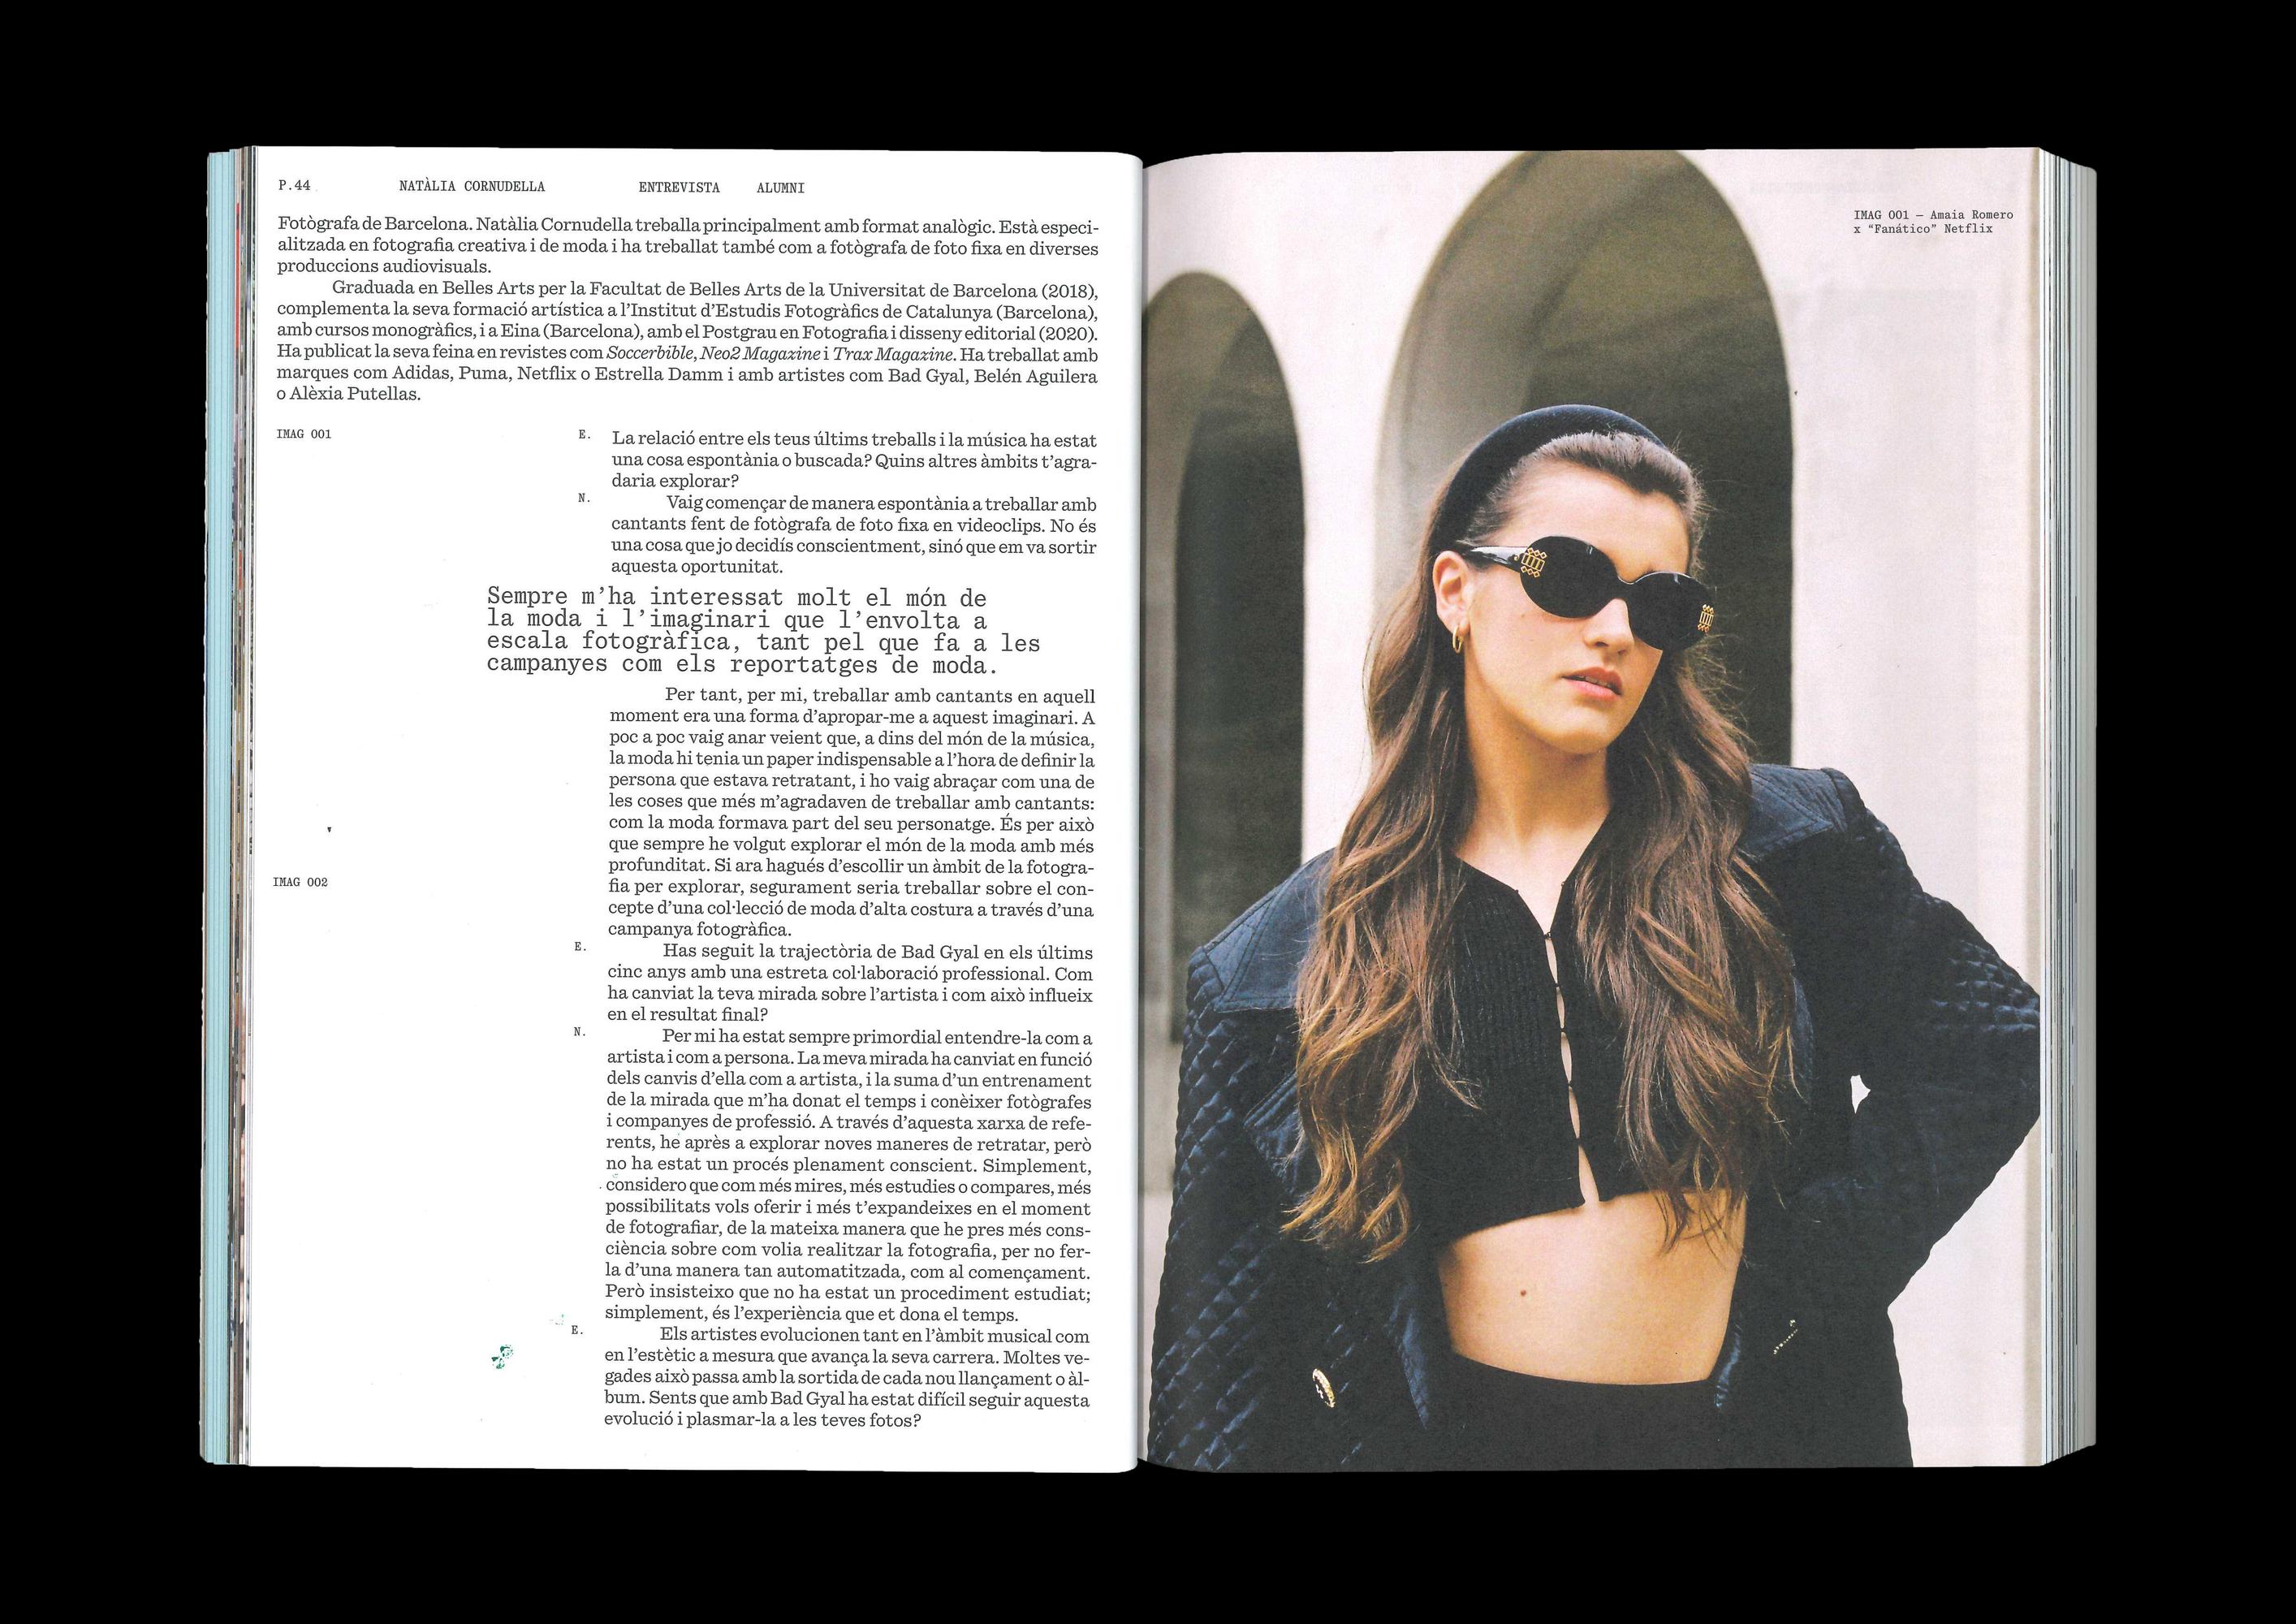 P.44 NATÀLIA CORNUDELLA ENTREVISTA ALUMNI
Fotògrafa de Barcelona. Natàlia Cornudella treballa principalment amb format analògic. Està especi-
alitzada en fotografia creativa i de moda i ha treballat també com a fotògrafa de foto fixa en diverses
produccions audiovisuals.
Graduada en Belles Arts per la Facultat de Belles Arts de la Universitat de Barcelona (2018),
complementa la seva formació artística a l’Institut d’Estudis Fotogràfics de Catalunya (Barcelona),
amb cursos monogràfics, i a Eina (Barcelona), amb el Postgrau en Fotografia i disseny editorial (2020).
Ha publicat la seva feina en revistes com Soccerbible, Neo2 Magazine i Trax Magazine. Ha treballat amb
marques com Adidas, Puma, Netflix o Estrella Damm i amb artistes com Bad Gyal, Belén Aguilera
o Alèxia Putellas.
IMAG 001
E. La relació entre els teus últims treballs i la música ha estat
una cosa espontània o buscada? Quins altres àmbits t’agra-
daria explorar?
N. Vaig començar de manera espontània a treballar amb
cantants fent de fotògrafa de foto fixa en videoclips. No és
una cosa que jo decidís conscientment, sinó que em va sortir
aquesta oportunitat.
Sempre m’ha interessat molt el món de
la moda i l’imaginari que l’envolta a
escala fotogràfica, tant pel que fa a les
campanyes com els reportatges de moda.
Per tant, per mi, treballar amb cantants en aquell
moment era una forma d’apropar-me a aquest imaginari. A
poc a poc vaig anar veient que, a dins del món de la música,
la moda hi tenia un paper indispensable a l’hora de definir la
persona que estava retratant, i ho vaig abraçar com una de
les coses que més m’agradaven de treballar amb cantants:
com la moda formava part del seu personatge. És per això
que sempre he volgut explorar el món de la moda amb més
profunditat. Si ara hagués d’escollir un àmbit de la fotogra-
IMAG 002
fia per explorar, segurament seria treballar sobre el con-
cepte d’una col·lecció de moda d’alta costura a través d’una
campanya fotogràfica.
E. Has seguit la trajectòria de Bad Gyal en els últims
cinc anys amb una estreta col·laboració professional. Com
ha canviat la teva mirada sobre l’artista i com això influeix
en el resultat final?
N. Per mi ha estat sempre primordial entendre-la com a
artista i com a persona. La meva mirada ha canviat en funció
dels canvis d’ella com a artista, i la suma d’un entrenament
de la mirada que m’ha donat el temps i conèixer fotògrafes
i companyes de professió. A través d’aquesta xarxa de refe-
rents, he après a explorar noves maneres de retratar, però
no ha estat un procés plenament conscient. Simplement,
considero que com més mires, més estudies o compares, més
possibilitats vols oferir i més t’expandeixes en el moment
de fotografiar, de la mateixa manera que he pres més cons-
ciència sobre com volia realitzar la fotografia, per no fer-
la d’una manera tan automatitzada, com al començament.
Però insisteixo que no ha estat un procediment estudiat;
simplement, és l’experiència que et dona el temps.
E. Els artistes evolucionen tant en l’àmbit musical com
en l’estètic a mesura que avança la seva carrera. Moltes ve-
gades això passa amb la sortida de cada nou llançament o àl-
bum. Sents que amb Bad Gyal ha estat difícil seguir aquesta
evolució i plasmar-la a les teves fotos?
IMAG 001 — Amaia Romero
x “Fanático” Netflix